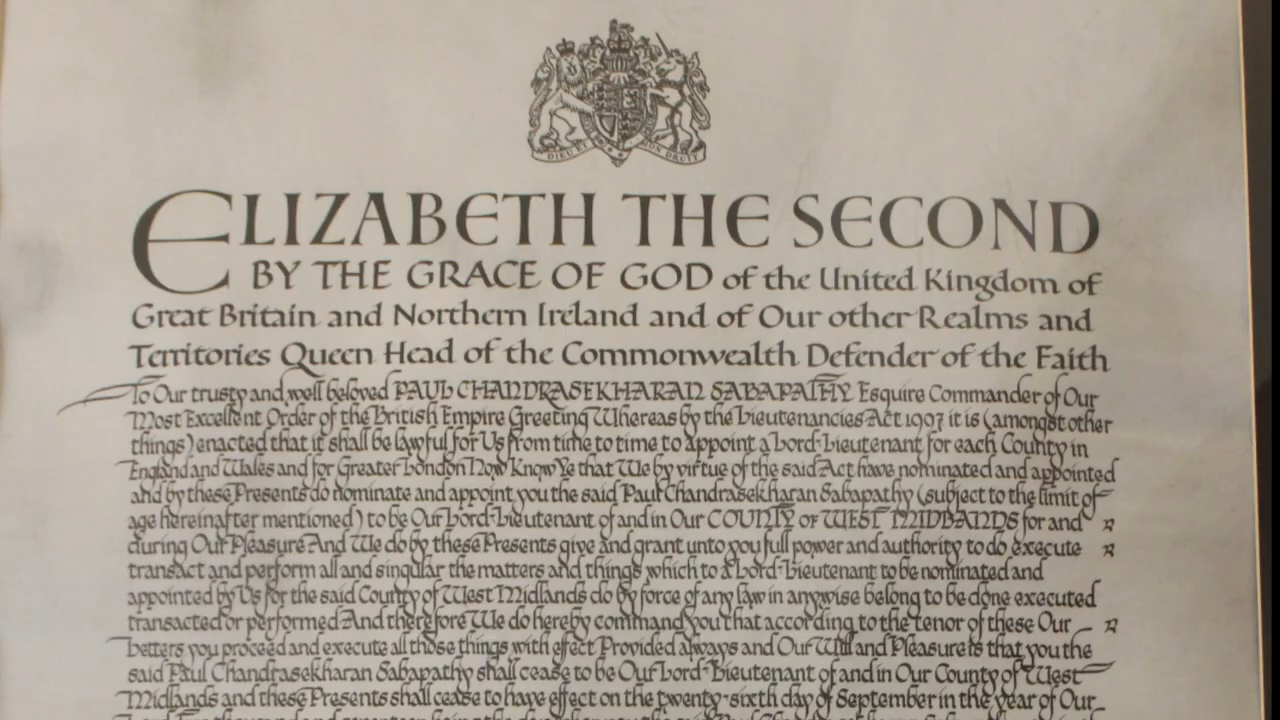 DIEU ET MON DROIT
ELIZABETH THE SECOND
BY THE GRACE OF GOD of the United Kingdom of
Great Britain and Northern Ireland and of Our other Realms and
Territories Queen Head of the Commonwealth Defender of the Faith
To Our trusty and well beloved PAUL CHANDRASEKHARAN SABAPATHY Esquire Commander of Our
Most Excellent Order of the British Empire Greeting Whereas by the Lieutenancies Act 1997 it is (amongst other
things) enacted that it shall be lawful for Us from time to time to appoint a Lord-Lieutenant for each County in
England and Wales and for Greater London Now Know Ye that We by virtue of the said Act have nominated and appointed
and by these Presents do nominate and appoint you the said Paul Chandrasekharan Sabapathy (subject to the limit of
age hereinafter mentioned) to be Our Lord-Lieutenant of and in Our COUNTY OF WEST MIDLANDS for and
during Our Pleasure And We do by these Presents give and grant unto you full power and authority to do execute
transact and perform all and singular the matters and things which to a Lord-Lieutenant to be nominated and
appointed by Us for the said County of West Midlands do by force of any law in anywise belong to be done executed
transacted or performed And therefore We do hereby command you that according to the tenor of these Our
Letters you proceed and execute all those things with effect Provided always and Our Will and Pleasure is that you the
said Paul Chandrasekharan Sabapathy shall cease to be Our Lord-Lieutenant of and in Our County of West
Midlands and these Presents shall cease to have effect on the twenty-sixth day of September in the year of Our